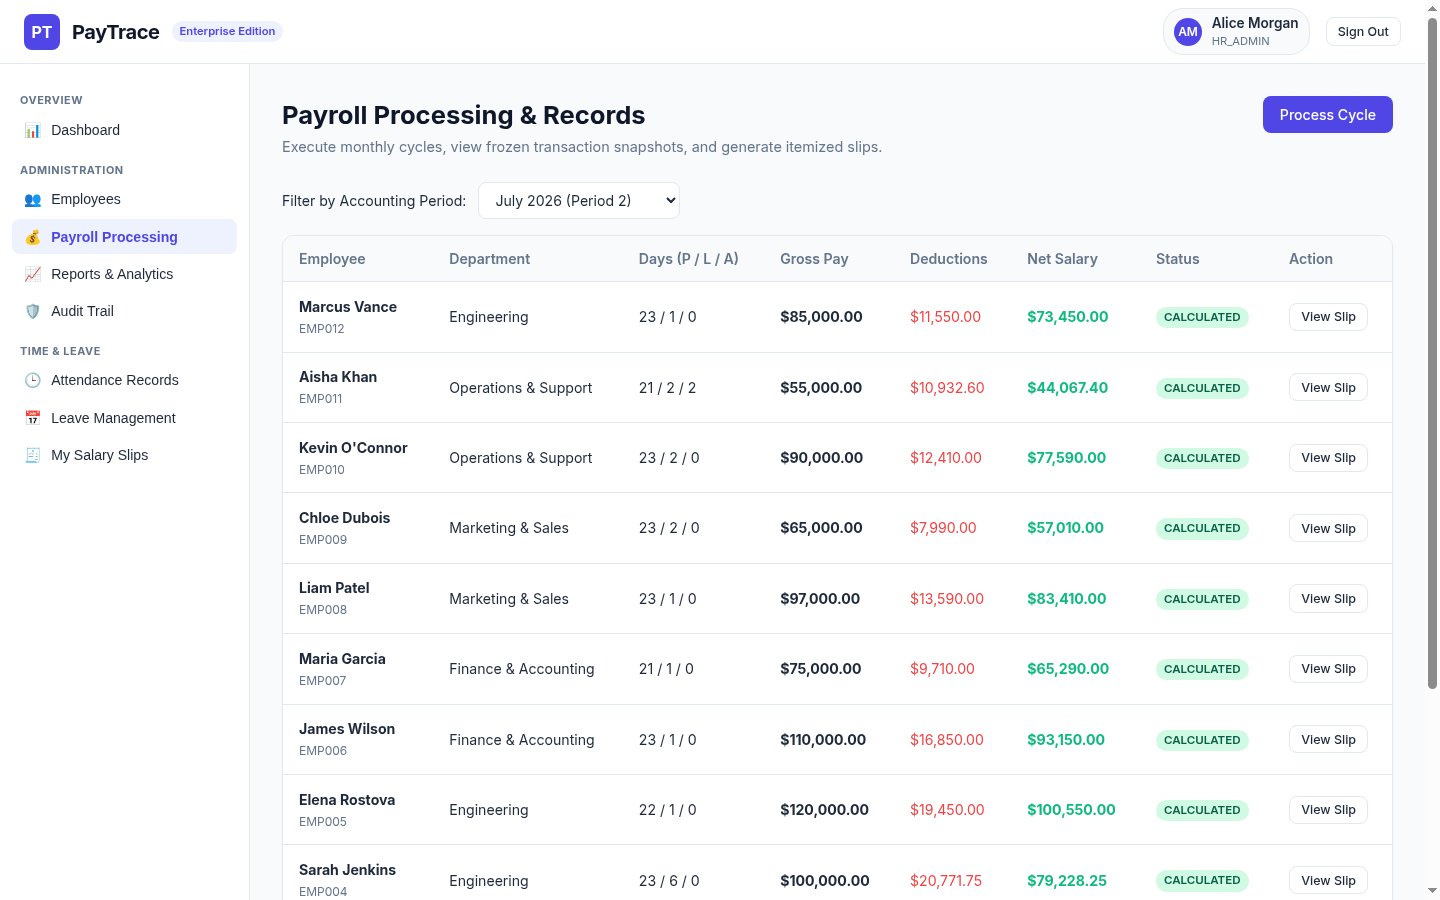 PT PayTrace Enterprise Edition
AM Alice Morgan
HR_ADMIN
Sign Out
OVERVIEW
Dashboard
ADMINISTRATION
Employees
Payroll Processing
Reports & Analytics
Audit Trail
TIME & LEAVE
Attendance Records
Leave Management
My Salary Slips
Payroll Processing & Records
Execute monthly cycles, view frozen transaction snapshots, and generate itemized slips.
Process Cycle
Filter by Accounting Period: July 2026 (Period 2)
Employee Department Days (P / L / A) Gross Pay Deductions Net Salary Status Action
Marcus Vance
EMP012
Engineering 23 / 1 / 0 $85,000.00 $11,550.00 $73,450.00 CALCULATED View Slip
Aisha Khan
EMP011
Operations & Support 21 / 2 / 2 $55,000.00 $10,932.60 $44,067.40 CALCULATED View Slip
Kevin O'Connor
EMP010
Operations & Support 23 / 2 / 0 $90,000.00 $12,410.00 $77,590.00 CALCULATED View Slip
Chloe Dubois
EMP009
Marketing & Sales 23 / 2 / 0 $65,000.00 $7,990.00 $57,010.00 CALCULATED View Slip
Liam Patel
EMP008
Marketing & Sales 23 / 1 / 0 $97,000.00 $13,590.00 $83,410.00 CALCULATED View Slip
Maria Garcia
EMP007
Finance & Accounting 21 / 1 / 0 $75,000.00 $9,710.00 $65,290.00 CALCULATED View Slip
James Wilson
EMP006
Finance & Accounting 23 / 1 / 0 $110,000.00 $16,850.00 $93,150.00 CALCULATED View Slip
Elena Rostova
EMP005
Engineering 22 / 1 / 0 $120,000.00 $19,450.00 $100,550.00 CALCULATED View Slip
Sarah Jenkins
EMP004
Engineering 23 / 6 / 0 $100,000.00 $20,771.75 $79,228.25 CALCULATED View Slip